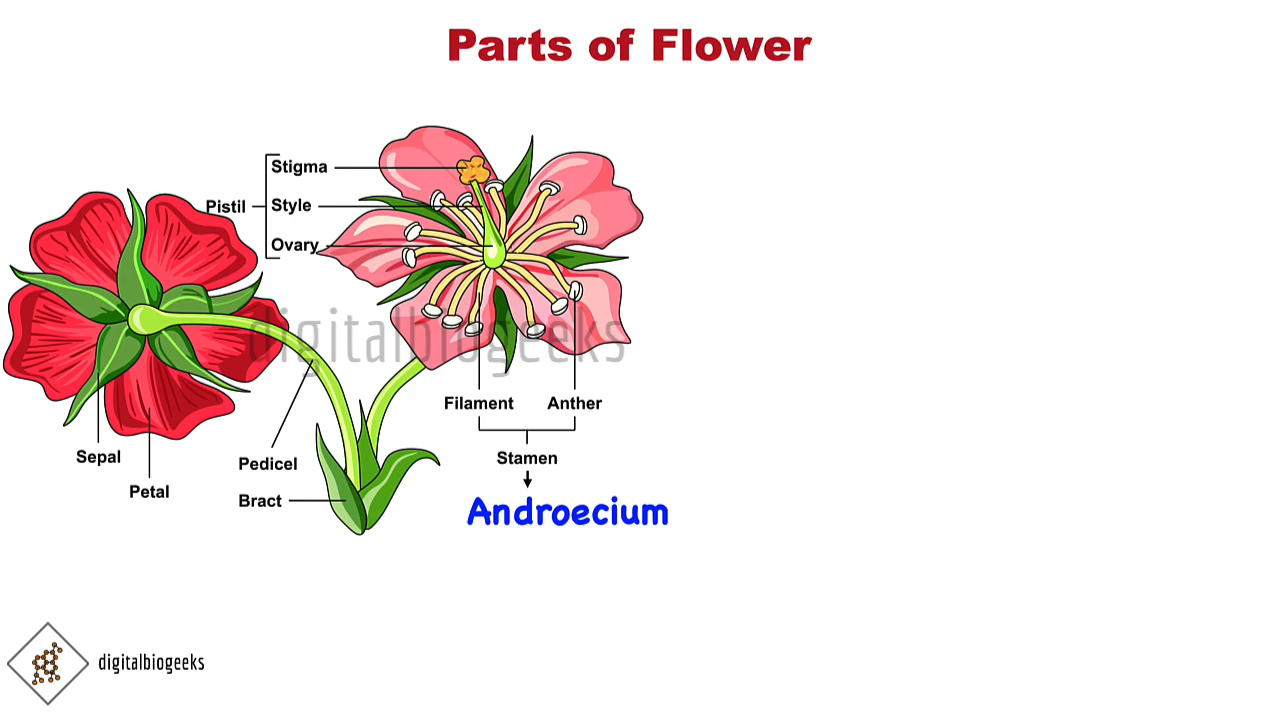 Parts of Flower
Stigma
Pistil
Style
Ovary
digitalbiogeeks
Filament
Anther
Sepal
Pedicel
Stamen
Petal
Bract
Androecium
digitalbiogeeks